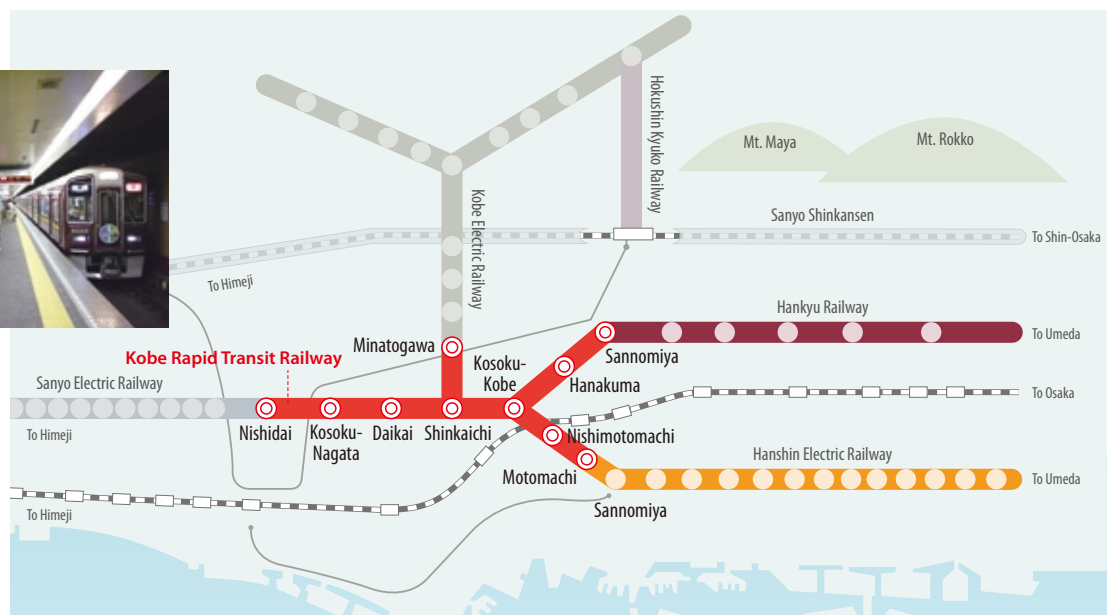 Mt. Maya
Mt. Rokko
Hokushin Kyuko Railway
Kobe Electric Railway
Sanyo Shinkansen
To Shin-Osaka
To Himeji
Hankyu Railway
To Umeda
Minatogawa
Kosoku-
Kobe
Sannomiya
Kobe Rapid Transit Railway
Hanakuma
Sanyo Electric Railway
To Osaka
To Himeji
Nishidai
Kosoku-
Nagata
Daikai
Shinkaichi
Nishimotomachi
Motomachi
Hanshin Electric Railway
To Umeda
Sannomiya
To Himeji